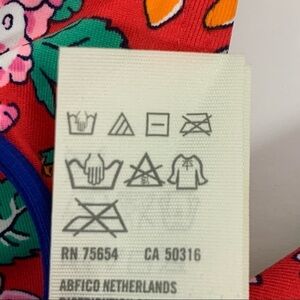 RN 75654 CA 50316
ABFICO NETHERLANDS